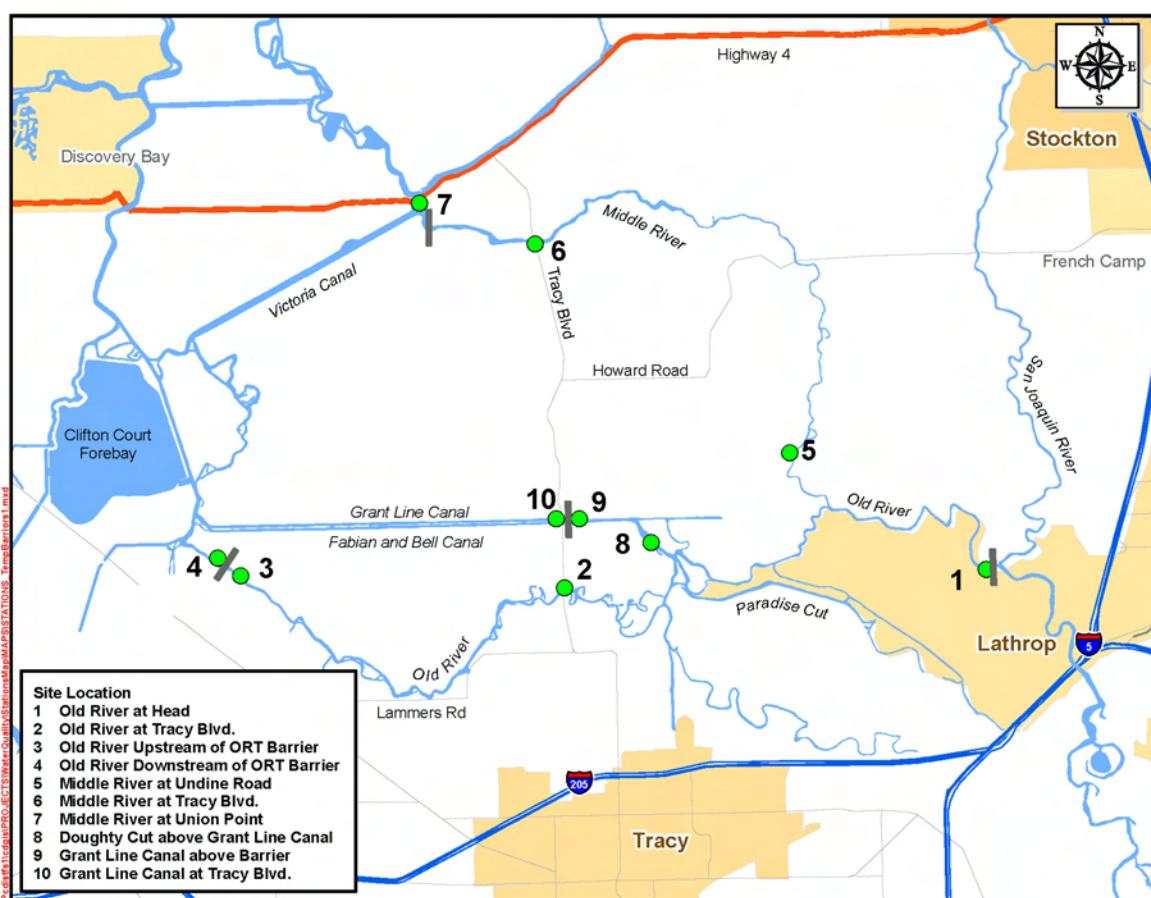 N
W E
S
Highway 4
Stockton
Discovery Bay
7
6
Middle River
French Camp
Victoria Canal
Tracy Blvd
Howard Road
San Joaquin River
Clifton Court
Forebay
5
Old River
10 9
Grant Line Canal
Fabian and Bell Canal
8
4 3
2
1
Paradise Cut
Lathrop
5
Old River
Lammers Rd
205
Tracy
Site Location
1 Old River at Head
2 Old River at Tracy Blvd.
3 Old River Upstream of ORT Barrier
4 Old River Downstream of ORT Barrier
5 Middle River at Undine Road
6 Middle River at Tracy Blvd.
7 Middle River at Union Point
8 Doughty Cut above Grant Line Canal
9 Grant Line Canal above Barrier
10 Grant Line Canal at Tracy Blvd.